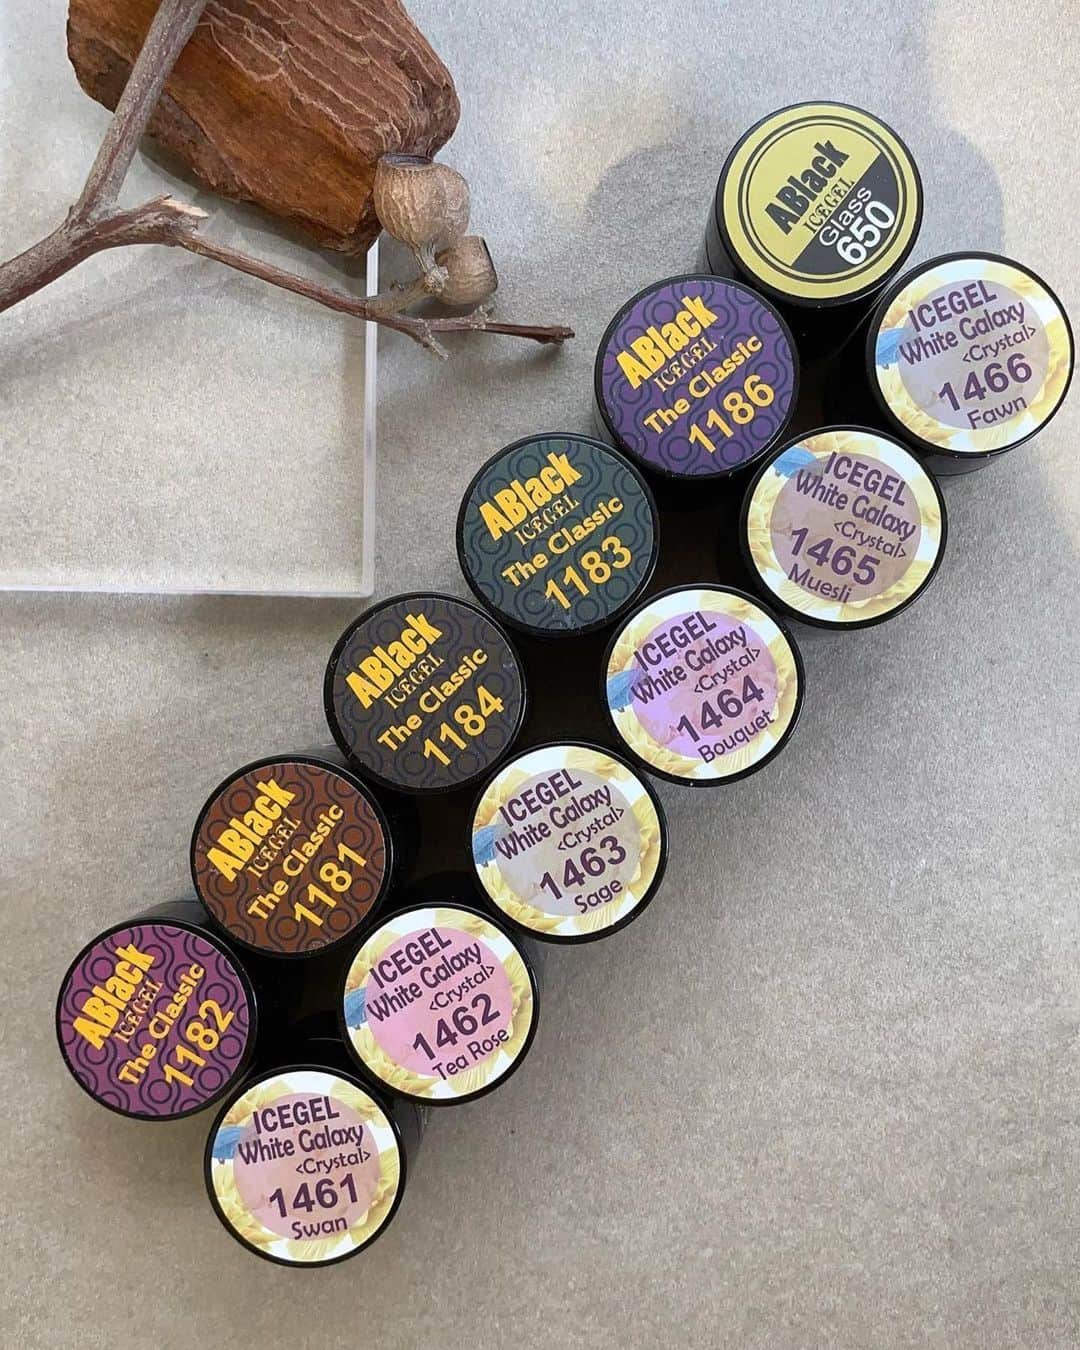 ABlack
ICEGEL
Glass
650
ICEGEL
White Galaxy
<Crystal>
1466
Fawn
ABlack
ICEGEL
The Classic
1186
ICEGEL
White Galaxy
<Crystal>
1465
Muesli
ABlack
ICEGEL
The Classic
1183
ICEGEL
White Galaxy
<Crystal>
1464
Bouquet
ABlack
ICEGEL
The Classic
1184
ICEGEL
White Galaxy
<Crystal>
1463
Sage
ABlack
ICEGEL
The Classic
1181
ICEGEL
White Galaxy
<Crystal>
1462
Tea Rose
ABlack
ICEGEL
The Classic
1182
ICEGEL
White Galaxy
<Crystal>
1461
Swan